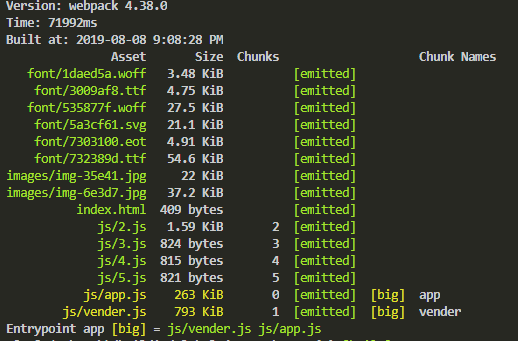 Version: webpack 4.38.0
Time: 71992ms
Built at: 2019-08-08 9:08:28 PM
Asset Size Chunks Chunk Names
font/1daed5a.woff 3.48 KiB [emitted]
font/3009af8.ttf 4.75 KiB [emitted]
font/535877f.woff 27.5 KiB [emitted]
font/5a3cf61.svg 21.1 KiB [emitted]
font/7303100.eot 4.91 KiB [emitted]
font/732389d.ttf 54.6 KiB [emitted]
images/img-35e41.jpg 22 KiB [emitted]
images/img-6e3d7.jpg 37.2 KiB [emitted]
index.html 409 bytes [emitted]
js/2.js 1.59 KiB 2 [emitted]
js/3.js 824 bytes 3 [emitted]
js/4.js 815 bytes 4 [emitted]
js/5.js 821 bytes 5 [emitted]
js/app.js 263 KiB 0 [emitted] [big] app
js/vender.js 793 KiB 1 [emitted] [big] vender
Entrypoint app [big] = js/vender.js js/app.js